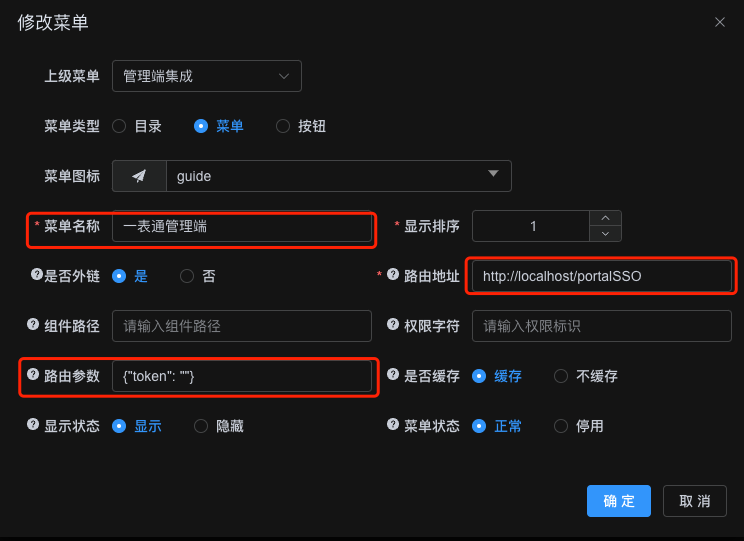 修改菜单
上级菜单 管理端集成
菜单类型 目录 菜单 按钮
菜单图标 guide
* 菜单名称 一表通管理端 * 显示排序 1
是否外链 是 否 * 路由地址 http://localhost/portalSSO
组件路径 请输入组件路径 权限字符 请输入权限标识
路由参数 {"token": ""} 是否缓存 缓存 不缓存
显示状态 显示 隐藏 菜单状态 正常 停用
确 定 取 消